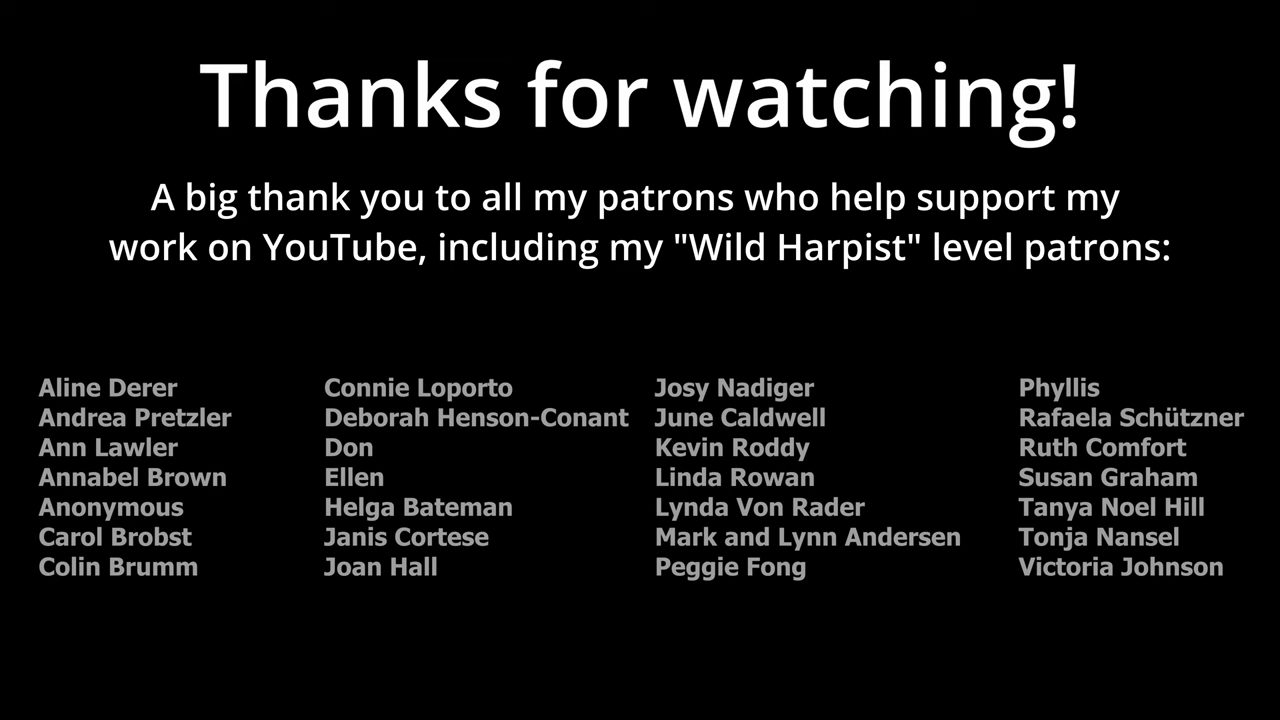 Thanks for watching!
A big thank you to all my patrons who help support my
work on YouTube, including my "Wild Harpist" level patrons:
Aline Derer
Andrea Pretzler
Ann Lawler
Annabel Brown
Anonymous
Carol Brobst
Colin Brumm
Connie Loporto
Deborah Henson-Conant
Don
Ellen
Helga Bateman
Janis Cortese
Joan Hall
Josy Nadiger
June Caldwell
Kevin Roddy
Linda Rowan
Lynda Von Rader
Mark and Lynn Andersen
Peggie Fong
Phyllis
Rafaela Schützner
Ruth Comfort
Susan Graham
Tanya Noel Hill
Tonja Nansel
Victoria Johnson